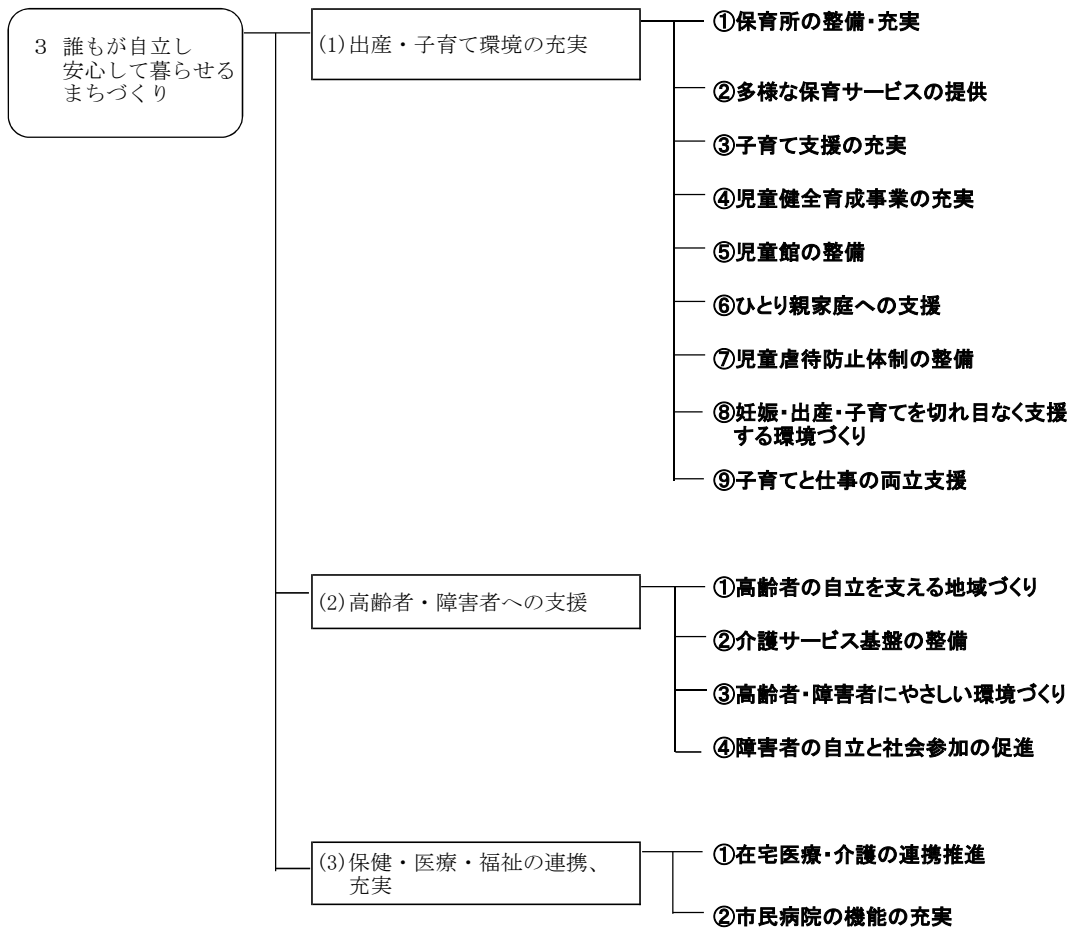 3 誰もが自立し
安心して暮らせる
まちづくり
(1)出産・子育て環境の充実
①保育所の整備・充実
②多様な保育サービスの提供
③子育て支援の充実
④児童健全育成事業の充実
⑤児童館の整備
⑥ひとり親家庭への支援
⑦児童虐待防止体制の整備
⑧妊娠・出産・子育てを切れ目なく支援
する環境づくり
⑨子育てと仕事の両立支援
(2)高齢者・障害者への支援
①高齢者の自立を支える地域づくり
②介護サービス基盤の整備
③高齢者・障害者にやさしい環境づくり
④障害者の自立と社会参加の促進
(3)保健・医療・福祉の連携、
充実
①在宅医療・介護の連携推進
②市民病院の機能の充実